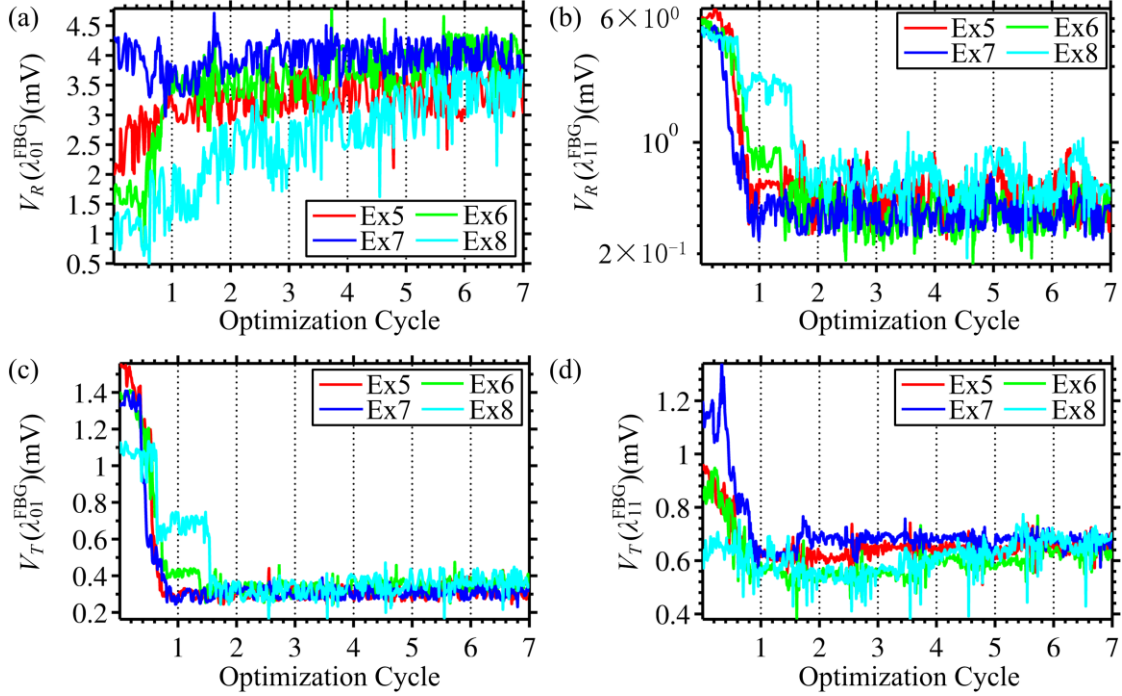 (a)
V_R(λ_01^FBG)(mV)
4.5
4
3.5
3
2.5
2
1.5
1
0.5
Ex5 Ex6
Ex7 Ex8
1 2 3 4 5 6 7
Optimization Cycle
(b)
V_R(λ_11^FBG)(mV)
6×10^0
10^0
2×10^-1
Ex5 Ex6
Ex7 Ex8
1 2 3 4 5 6 7
Optimization Cycle
(c)
V_T(λ_01^FBG)(mV)
1.4
1.2
1
0.8
0.6
0.4
0.2
Ex5 Ex6
Ex7 Ex8
1 2 3 4 5 6 7
Optimization Cycle
(d)
V_T(λ_11^FBG)(mV)
1.2
1
0.8
0.6
0.4
Ex5 Ex6
Ex7 Ex8
1 2 3 4 5 6 7
Optimization Cycle